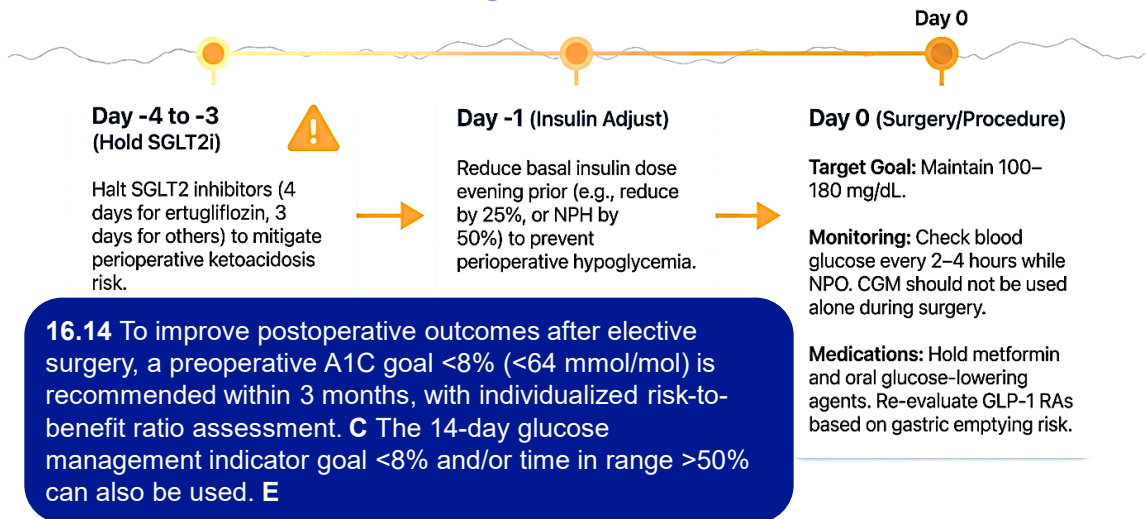 Day 0
Day -4 to -3
(Hold SGLT2i)
Halt SGLT2 inhibitors (4
days for ertugliflozin, 3
days for others) to mitigate
perioperative ketoacidosis
risk.
Day -1 (Insulin Adjust)
Reduce basal insulin dose
evening prior (e.g., reduce
by 25%, or NPH by
50%) to prevent
perioperative hypoglycemia.
Day 0 (Surgery/Procedure)
Target Goal: Maintain 100–
180 mg/dL.
Monitoring: Check blood
glucose every 2–4 hours while
NPO. CGM should not be used
alone during surgery.
Medications: Hold metformin
and oral glucose-lowering
agents. Re-evaluate GLP-1 RAs
based on gastric emptying risk.
16.14 To improve postoperative outcomes after elective
surgery, a preoperative A1C goal <8% (<64 mmol/mol) is
recommended within 3 months, with individualized risk-to-
benefit ratio assessment. C The 14-day glucose
management indicator goal <8% and/or time in range >50%
can also be used. E